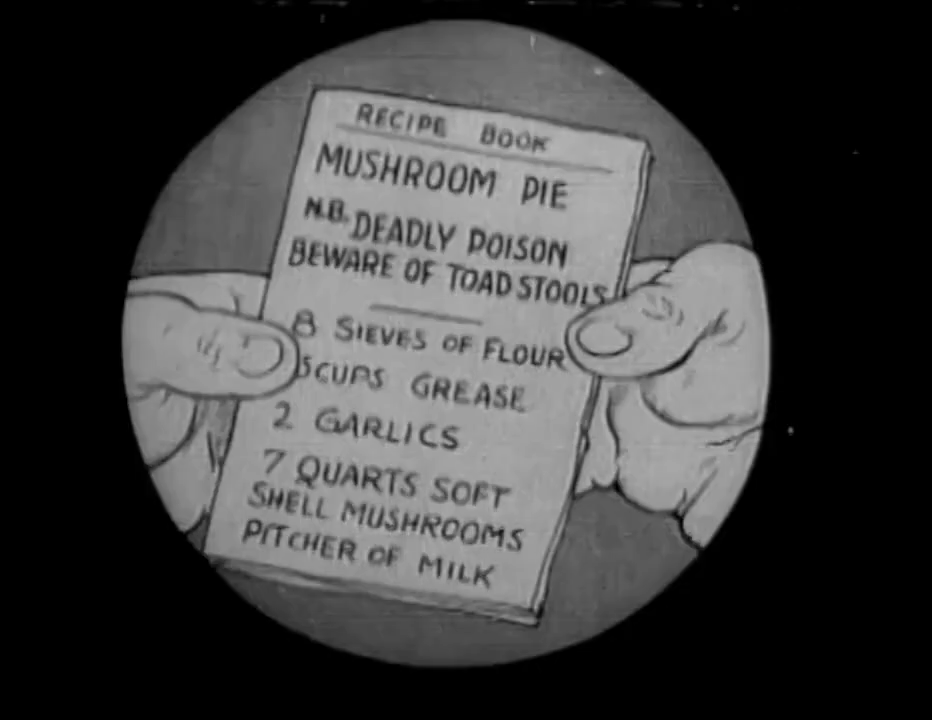 RECIPE BOOK
MUSHROOM PIE
N.B. DEADLY POISON
BEWARE OF TOAD STOOLS
8 SIEVES OF FLOUR
5 CUPS GREASE
2 GARLICS
7 QUARTS SOFT
SHELL MUSHROOMS
PITCHER OF MILK